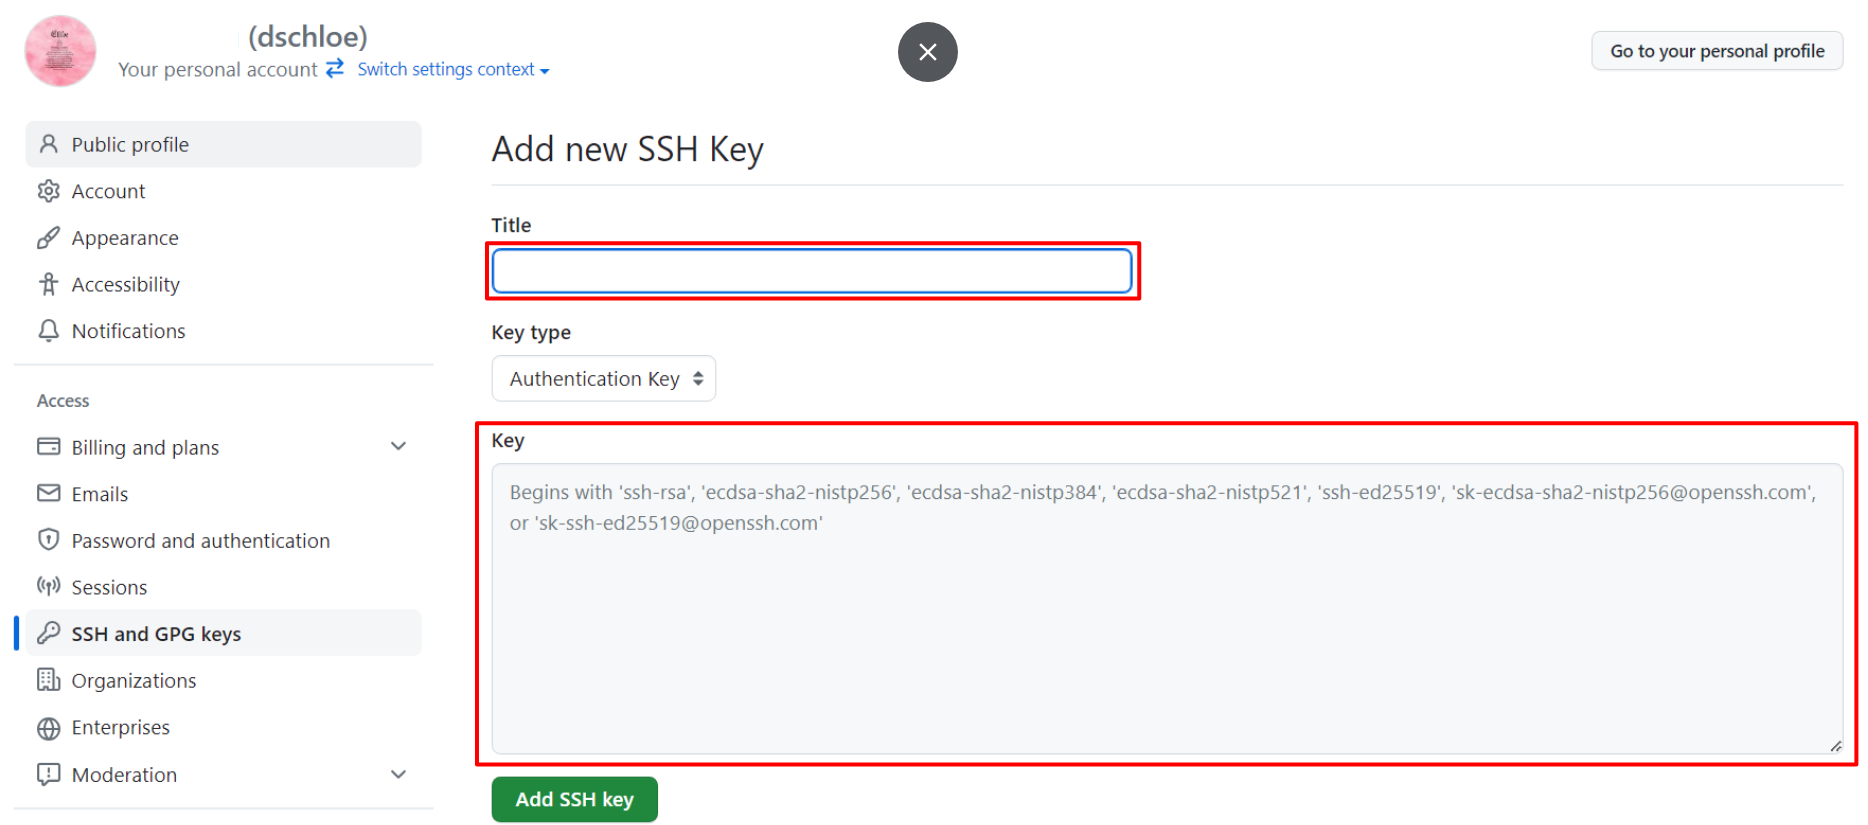 (dschloe)
Your personal account Switch settings context
Go to your personal profile
Public profile
Account
Appearance
Accessibility
Notifications
Access
Billing and plans
Emails
Password and authentication
Sessions
SSH and GPG keys
Organizations
Enterprises
Moderation
Add new SSH Key
Title
Key type
Authentication Key
Key
Begins with 'ssh-rsa', 'ecdsa-sha2-nistp256', 'ecdsa-sha2-nistp384', 'ecdsa-sha2-nistp521', 'ssh-ed25519', 'sk-ecdsa-sha2-nistp256@openssh.com',
or 'sk-ssh-ed25519@openssh.com'
Add SSH key